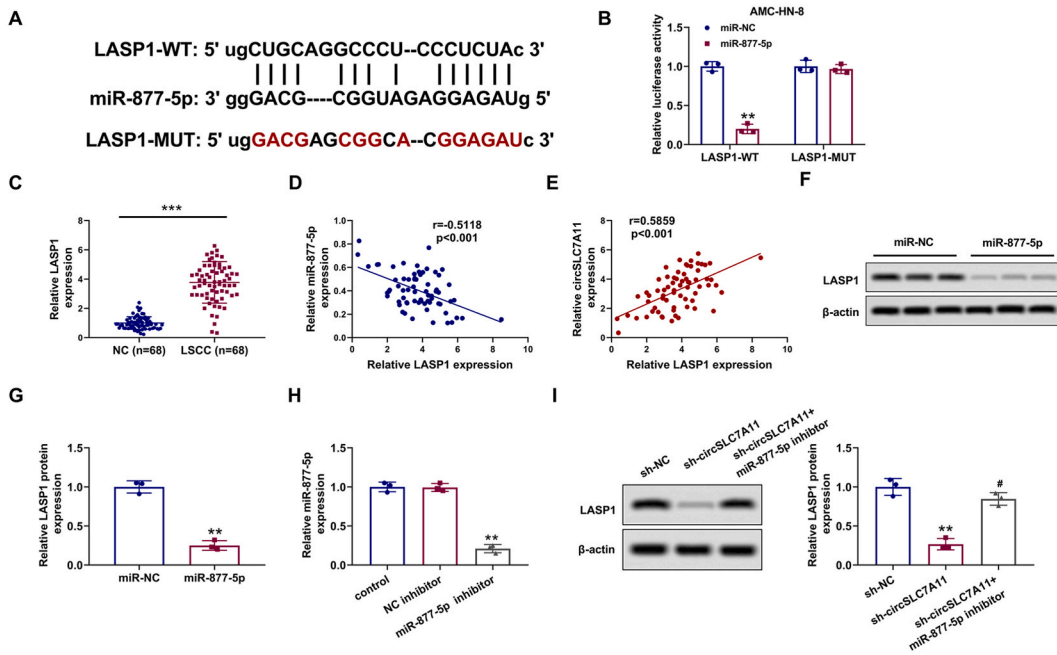 A
LASP1-WT: 5' ugCUGCAGGCCCU--CCCUCUAc 3'
miR-877-5p: 3' ggGACG----CGGUAGAGGAGAUg 5'
LASP1-MUT: 5' ugGACGAGCGGCA--CGGAGAUc 3'
B
AMC-HN-8
miR-NC
miR-877-5p
Relative luciferase activity
1.5
1.0
0.5
0.0
**
LASP1-WT
LASP1-MUT
C
***
Relative LASP1
expression
8
6
4
2
0
NC (n=68)
LSCC (n=68)
D
r=-0.5118
p<0.001
Relative miR-877-5p
expression
1.0
0.8
0.6
0.4
0.2
0.0
0
2
4
6
8
10
Relative LASP1 expression
E
r=0.5859
p<0.001
Relative circSLC7A11
expression
8
6
4
2
0
0
2
4
6
8
10
Relative LASP1 expression
F
miR-NC
miR-877-5p
LASP1
β-actin
G
Relative LASP1 protein
expression
1.5
1.0
0.5
0.0
**
miR-NC
miR-877-5p
H
Relative miR-877-5p
expression
1.5
1.0
0.5
0.0
**
control
NC inhibitor
miR-877-5p inhibitor
I
sh-NC
sh-circSLC7A11
sh-circSLC7A11+
miR-877-5p inhibtor
LASP1
β-actin
Relative LASP1 protein
expression
1.5
1.0
0.5
0.0
**
#
sh-NC
sh-circSLC7A11
sh-circSLC7A11+
miR-877-5p inhibitor